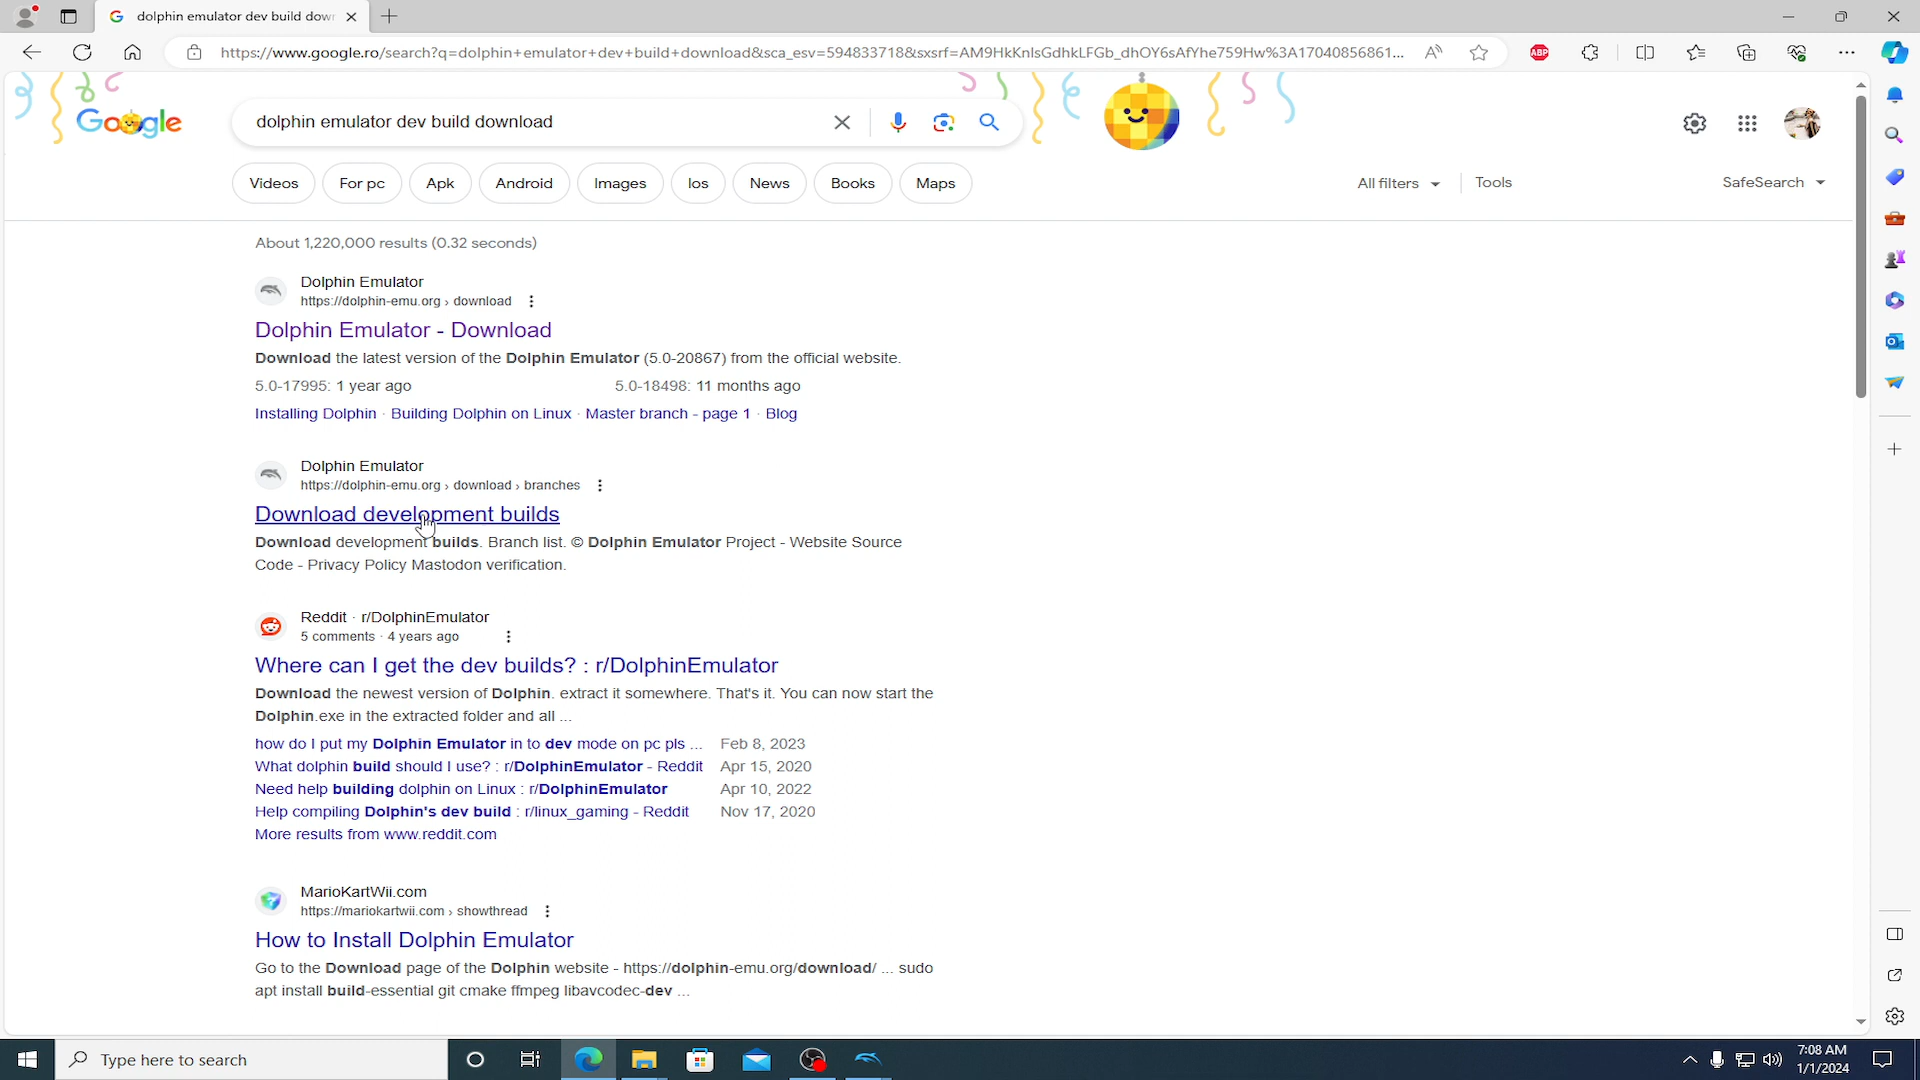 dolphin emulator dev build dow
https://www.google.ro/search?q=dolphin+emulator+dev+build+download&sca_esv=594833718&sxsrf=AM9HKKnlsGdhkLFGb_dhOY6sAfYhe759Hw%3A17040856861...
ABP
Google
dolphin emulator dev build download
Videos
For pc
Apk
Android
Images
Ios
News
Books
Maps
All filters
Tools
SafeSearch
About 1,220,000 results (0.32 seconds)
Dolphin Emulator
https://dolphin-emu.org › download
Dolphin Emulator - Download
Download the latest version of the Dolphin Emulator (5.0-20867) from the official website.
5.0-17995: 1 year ago
5.0-18498: 11 months ago
Installing Dolphin · Building Dolphin on Linux · Master branch - page 1 · Blog
Dolphin Emulator
https://dolphin-emu.org › download › branches
Download development builds
Download development builds. Branch list. © Dolphin Emulator Project - Website Source
Code - Privacy Policy Mastodon verification.
Reddit · r/DolphinEmulator
5 comments · 4 years ago
Where can I get the dev builds? : r/DolphinEmulator
Download the newest version of Dolphin. extract it somewhere. That's it. You can now start the
Dolphin.exe in the extracted folder and all ...
how do I put my Dolphin Emulator in to dev mode on pc pls ... Feb 8, 2023
What dolphin build should I use? : r/DolphinEmulator - Reddit Apr 15, 2020
Need help building dolphin on Linux : r/DolphinEmulator Apr 10, 2022
Help compiling Dolphin's dev build : r/linux_gaming - Reddit Nov 17, 2020
More results from www.reddit.com
MarioKartWii.com
https://mariokartwii.com › showthread
How to Install Dolphin Emulator
Go to the Download page of the Dolphin website - https://dolphin-emu.org/download/ ... sudo
apt install build-essential git cmake ffmpeg libavcodec-dev ...
Type here to search
7:08 AM
1/1/2024